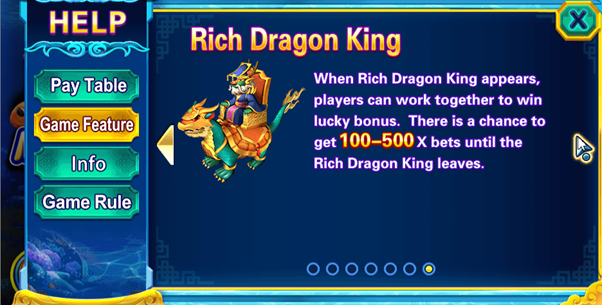 HELP
Pay Table
Game Feature
Info
Game Rule
Rich Dragon King
When Rich Dragon King appears,
players can work together to win
lucky bonus. There is a chance to
get 100–500 X bets until the
Rich Dragon King leaves.
X